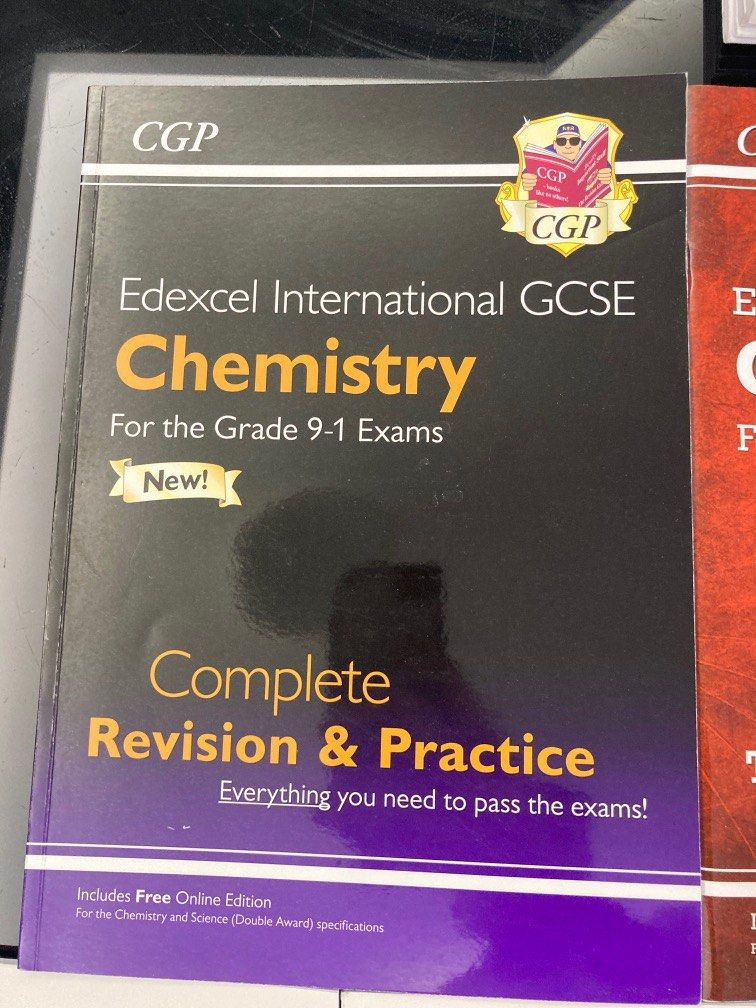 CGP
CGP
CGP
Edexcel International GCSE
Chemistry
For the Grade 9-1 Exams
New!
Complete
Revision & Practice
Everything you need to pass the exams!
Includes Free Online Edition
For the Chemistry and Science (Double Award) specifications